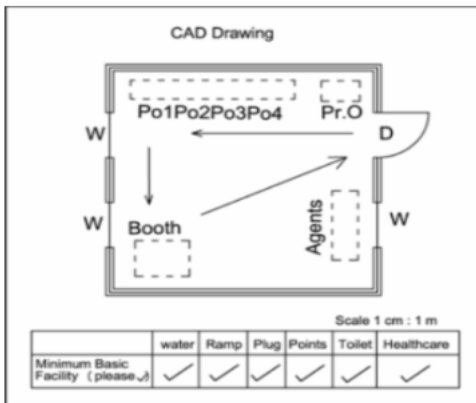 CAD Drawing
Po1Po2Po3Po4 Pr.O
W D
W W
Booth Agents
Scale 1 cm : 1 m
water Ramp Plug Points Toilet Healthcare
Minimum Basic
Facility (please ✓) ✓ ✓ ✓ ✓ ✓ ✓